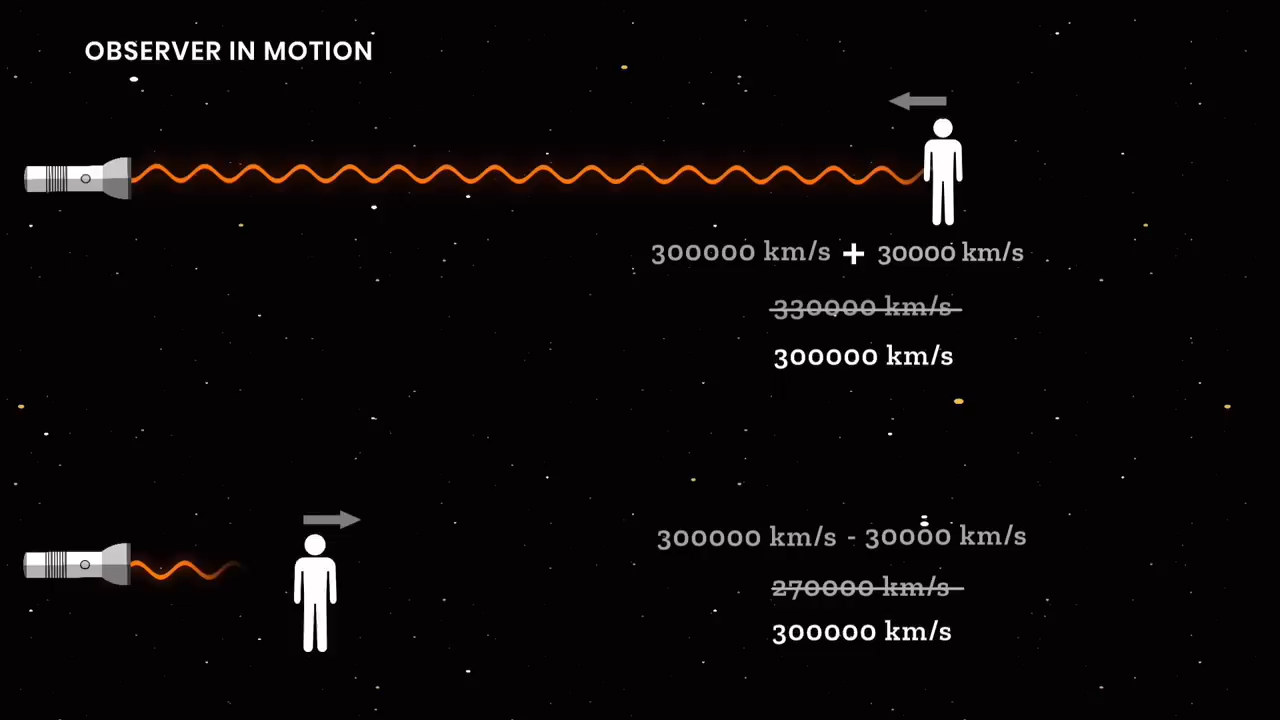 OBSERVER IN MOTION
300000 km/s + 30000 km/s
330000 km/s
300000 km/s
300000 km/s - 30000 km/s
270000 km/s
300000 km/s